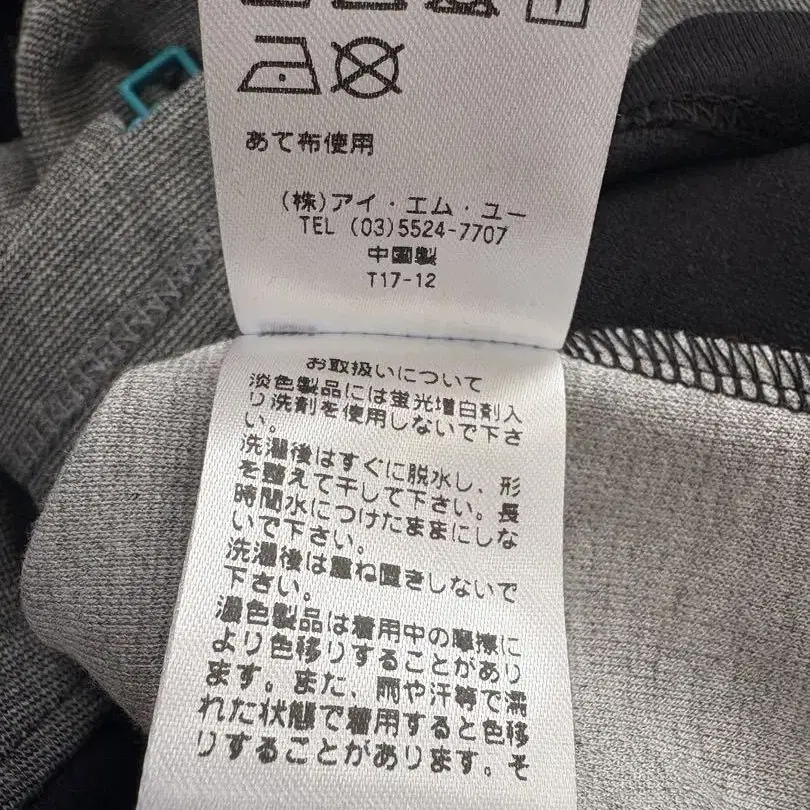 あて布使用
(株)アイ・エム・ユー
TEL (03)5524-7707
中国製
T17-12
お取扱いについて
淡色製品には蛍光増白剤入
り洗剤を使用しないで下さ
い。
洗濯後はすぐに脱水し、形
を整えて干して下さい。長
時間水につけたままにしな
いで下さい。
洗濯後は重ね置きしないで
下さい。
濃色製品は着用中の摩擦に
より色移りすることがあり
ます。また、雨や汗等で濡
れた状態で着用すると色移
りすることがあります。そ